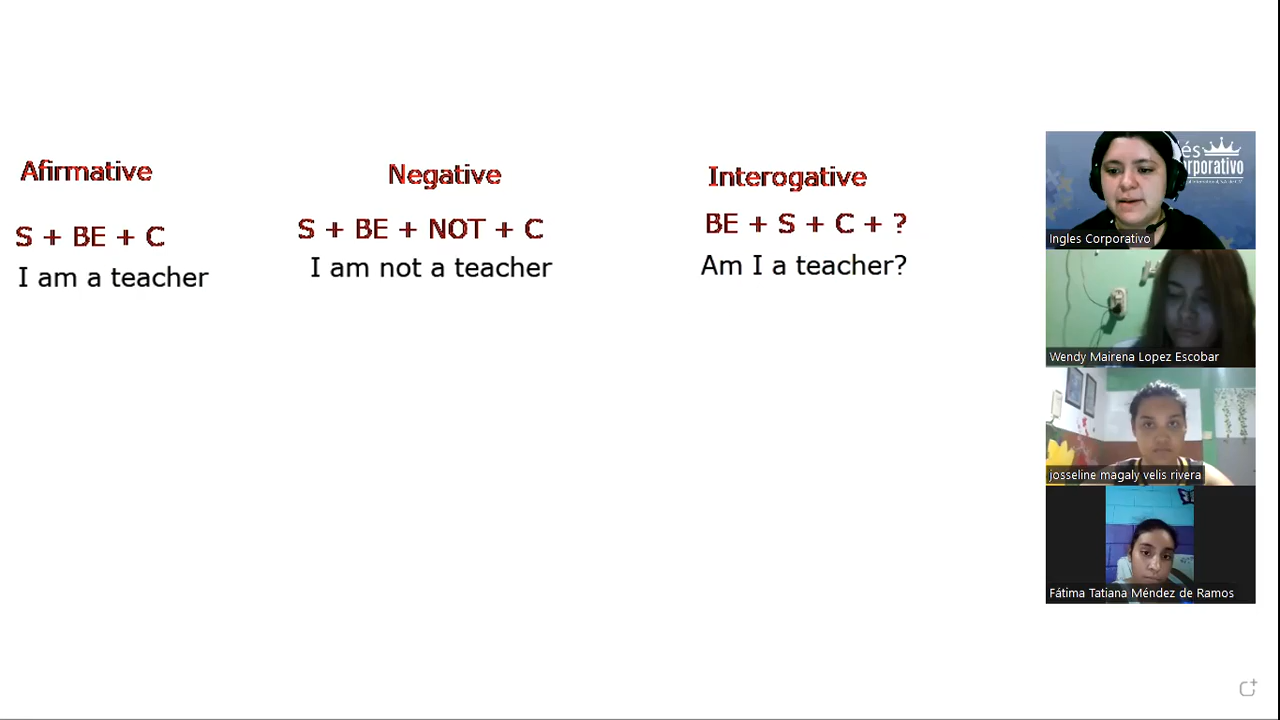 Afirmative
S + BE + C
I am a teacher
Negative
S + BE + NOT + C
I am not a teacher
Interogative
BE + S + C + ?
Am I a teacher?
Ingles Corporativo
Wendy Mairena Lopez Escobar
josseline magaly velis rivera
Fátima Tatiana Méndez de Ramos